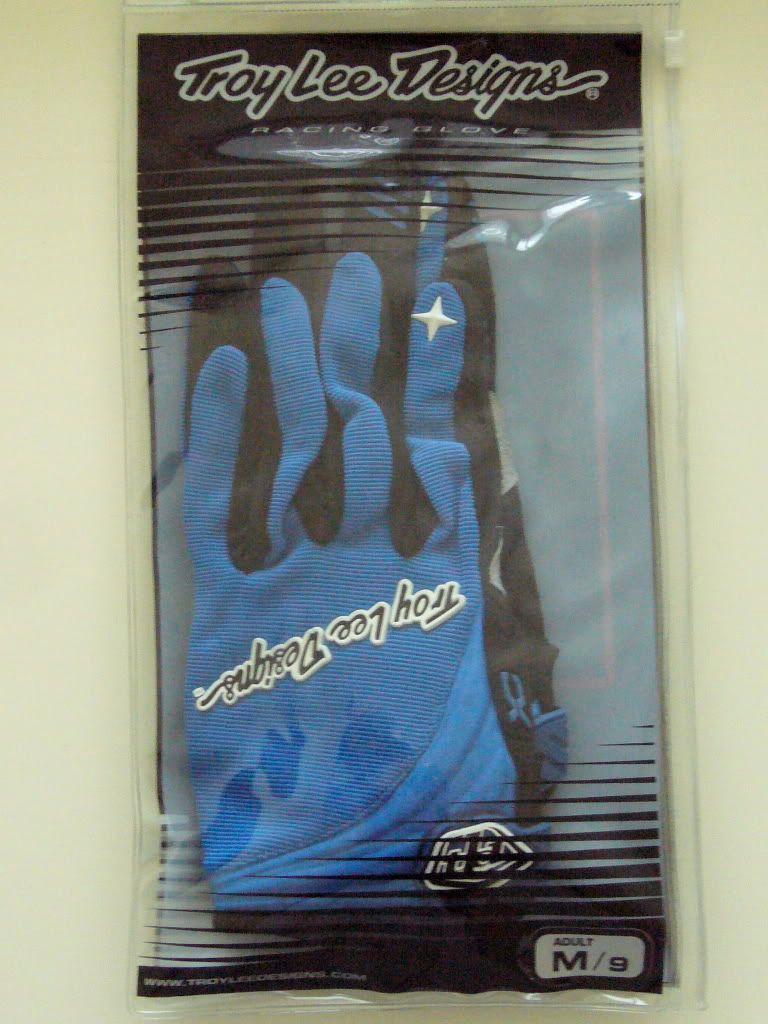 Troy Lee Designs®
RACING GLOVE
Troy Lee Designs
ADULT
M/9
WWW.TROYLEEDESIGNS.COM